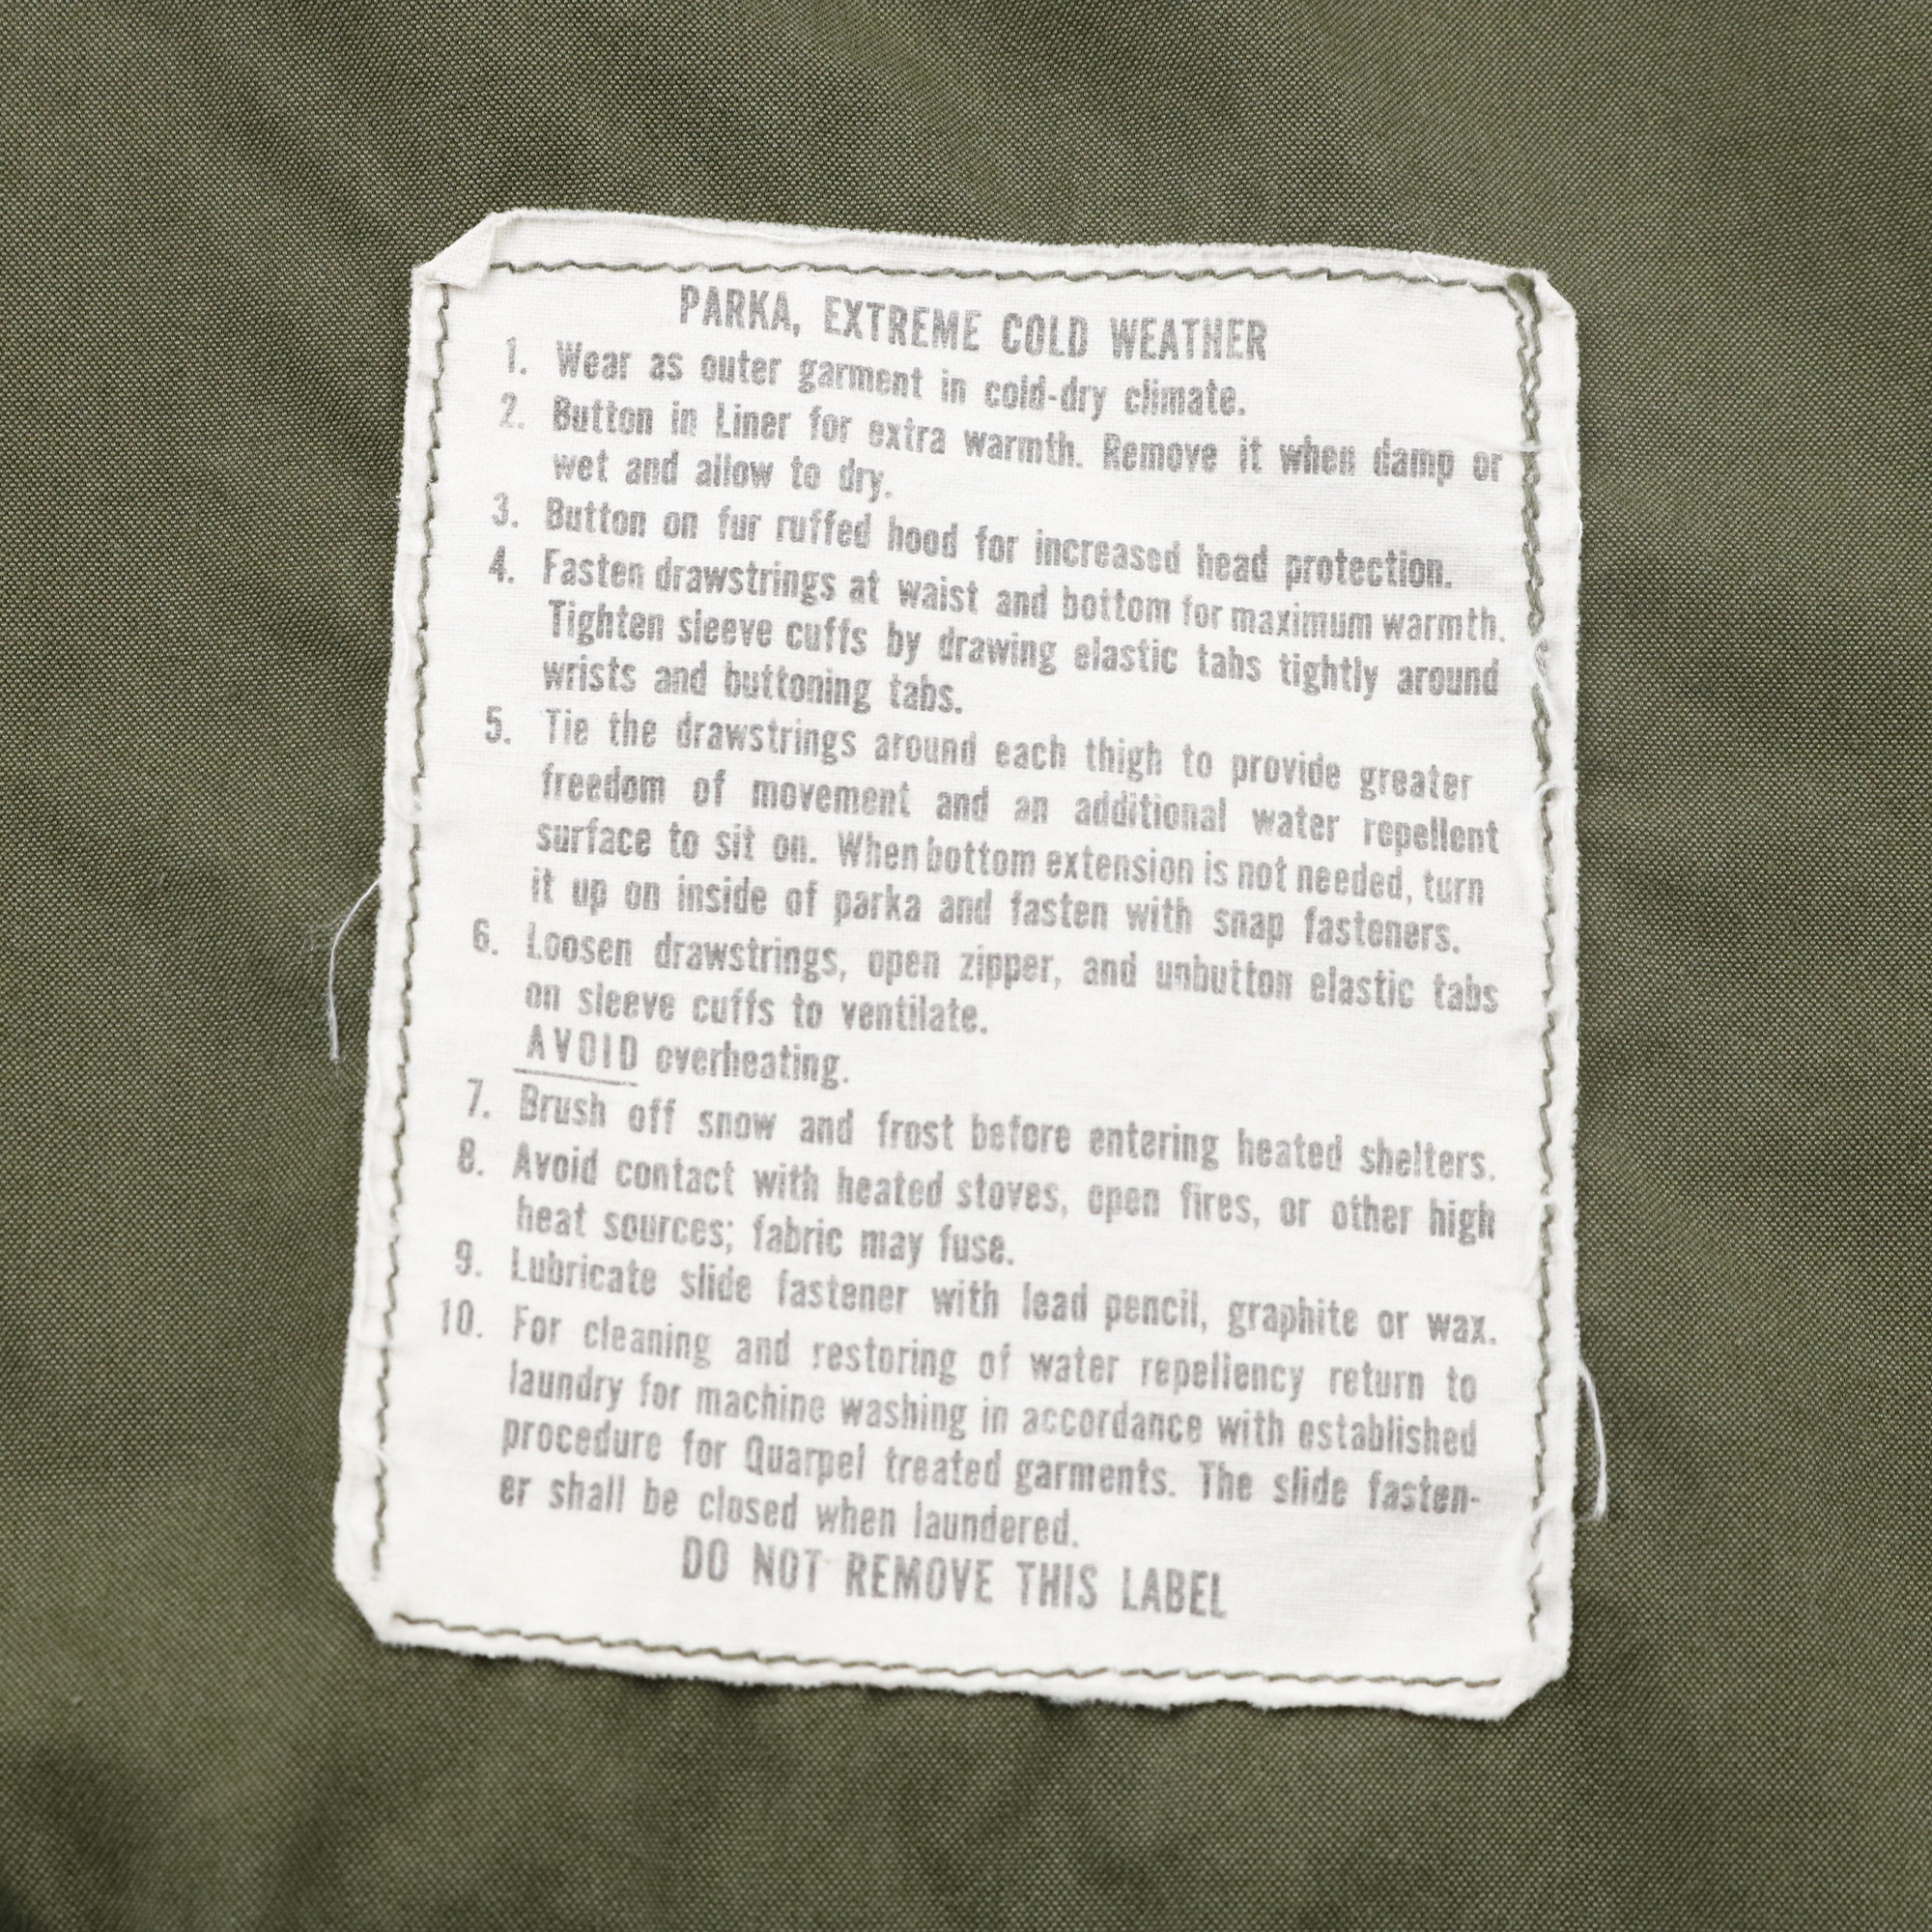 PARKA, EXTREME COLD WEATHER
1. Wear as outer garment in cold-dry climate.
2. Button in Liner for extra warmth. Remove it when damp or
wet and allow to dry.
3. Button on fur ruffed hood for increased head protection.
4. Fasten drawstrings at waist and bottom for maximum warmth.
Tighten sleeve cuffs by drawing elastic tabs tightly around
wrists and buttoning tabs.
5. Tie the drawstrings around each thigh to provide greater
freedom of movement and an additional water repellent
surface to sit on. When bottom extension is not needed, turn
it up on inside of parka and fasten with snap fasteners.
6. Loosen drawstrings, open zipper, and unbutton elastic tabs
on sleeve cuffs to ventilate.
AVOID overheating.
7. Brush off snow and frost before entering heated shelters.
8. Avoid contact with heated stoves, open fires, or other high
heat sources; fabric may fuse.
9. Lubricate slide fastener with lead pencil, graphite or wax.
10. For cleaning and restoring of water repellency return to
laundry for machine washing in accordance with established
procedure for Quarpel treated garments. The slide fasten-
er shall be closed when laundered.
DO NOT REMOVE THIS LABEL